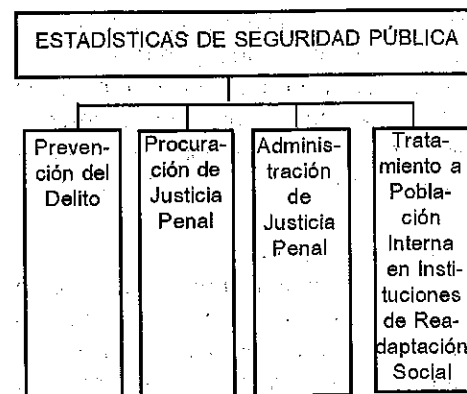 ESTADÍSTICAS DE SEGURIDAD PÚBLICA
Preven-
ción del
Delito
Procura-
ción de
Justicia
Penal
Adminis-
tración
de
Justicia
Penal
Trata-
miento a
Pobla-
ción
Interna
en Insti-
tuciones
de Rea-
daptación
Social